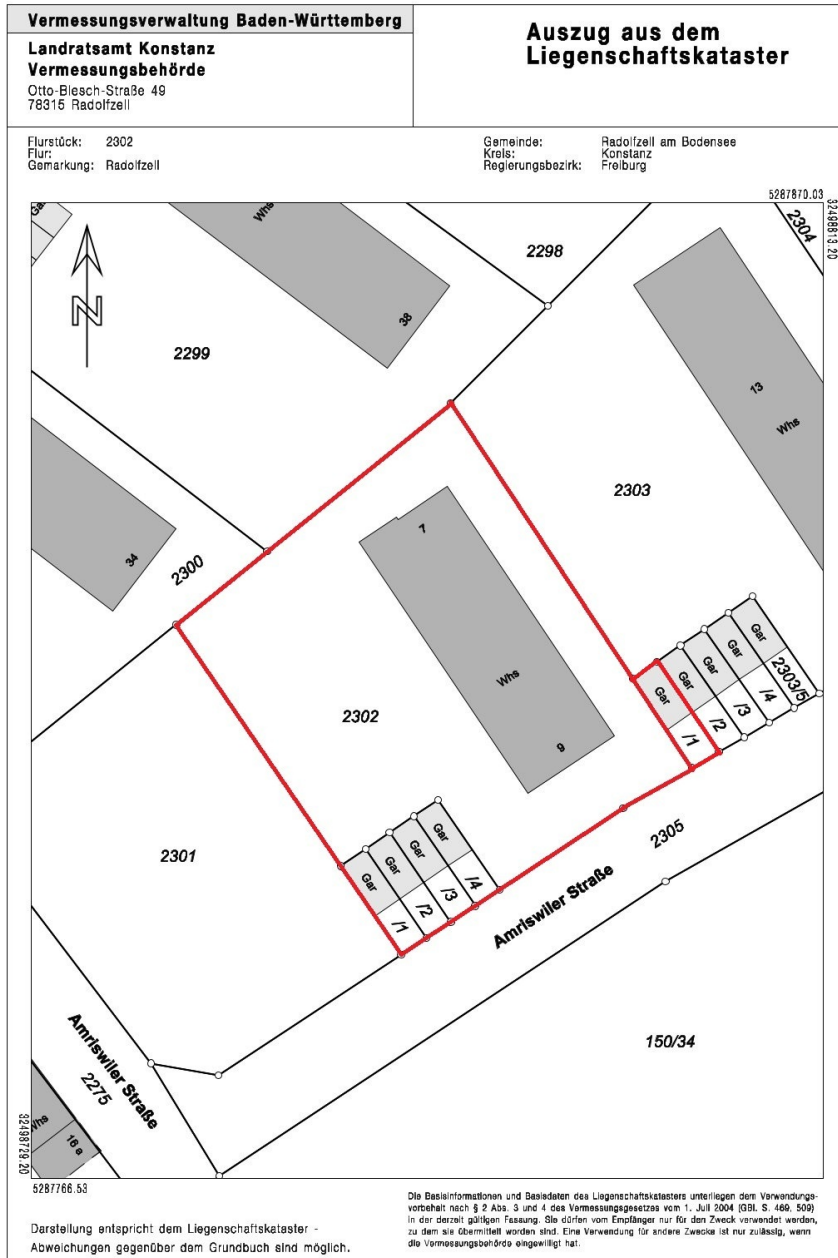 Vermessungsverwaltung Baden-Württemberg
Landratsamt Konstanz
Vermessungsbehörde
Otto-Blesch-Straße 49
78315 Radolfzell
Auszug aus dem
Liegenschaftskataster
Flurstück: 2302
Flur:
Gemarkung: Radolfzell
Gemeinde: Radolfzell am Bodensee
Kreis: Konstanz
Regierungsbezirk: Freiburg
5287870.03
32498813.20
Whs
38
2298
2304
N
2299
13
Whs
2303
34
2300
7
Whs
9
2302
Gar
Gar
Gar
Gar
Gar
/1
/2
/3
/4
2303/5
2301
Gar
Gar
Gar
Gar
/1
/2
/3
/4
2305
Amriswiler Straße
150/34
Amriswiler Straße
2275
Whs
16 a
32498729.20
5287766.53
Darstellung entspricht dem Liegenschaftskataster -
Abweichungen gegenüber dem Grundbuch sind möglich.
Die Basisinformationen und Basisdaten des Liegenschaftskatasters unterliegen dem Verwendungs-
vorbehalt nach § 2 Abs. 3 und 4 des Vermessungsgesetzes vom 1. Juli 2004 (GBl. S. 469, 509)
in der derzeit gültigen Fassung. Sie dürfen vom Empfänger nur für den Zweck verwendet werden,
zu dem sie übermittelt worden sind. Eine Verwendung für andere Zwecke ist nur zulässig, wenn
die Vermessungsbehörde eingewilligt hat.